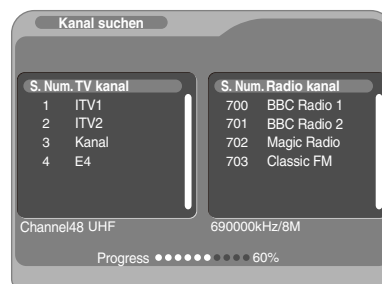 Kanal suchen
S. Num. TV kanal
1 ITV1
2 ITV2
3 Kanal
4 E4
S. Num. Radio kanal
700 BBC Radio 1
701 BBC Radio 2
702 Magic Radio
703 Classic FM
Channel48 UHF
690000kHz/8M
Progress 60%